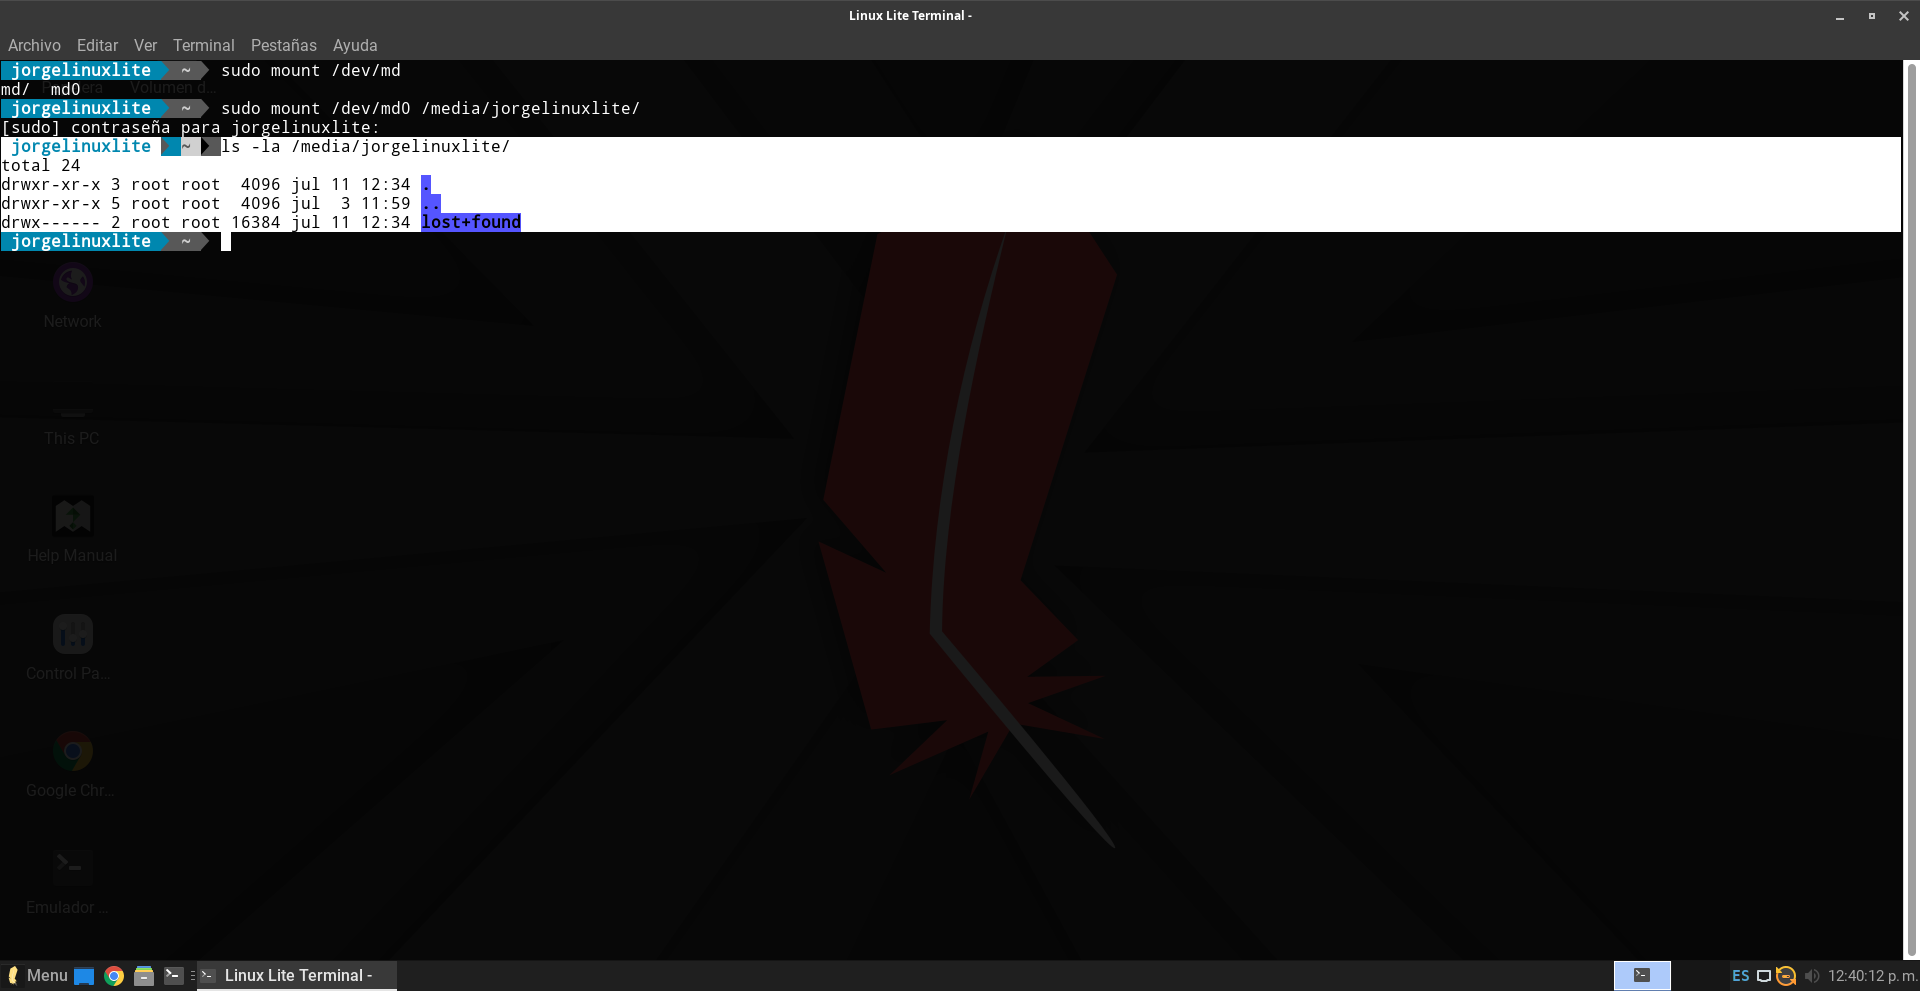 Linux Lite Terminal -
Archivo Editar Ver Terminal Pestañas Ayuda
jorgelinuxlite ~ sudo mount /dev/md
md/ md0
Volumen d...
jorgelinuxlite ~ sudo mount /dev/md0 /media/jorgelinuxlite/
[sudo] contraseña para jorgelinuxlite:
jorgelinuxlite ~ ls -la /media/jorgelinuxlite/
total 24
drwxr-xr-x 3 root root  4096 jul 11 12:34 .
drwxr-xr-x 5 root root  4096 jul  3 11:59 ..
drwx------ 2 root root 16384 jul 11 12:34 lost+found
jorgelinuxlite ~
Network
This PC
Help Manual
Control Pa...
Google Chr...
Emulador ...
Menu
Linux Lite Terminal -
ES
12:40:12 p. m.